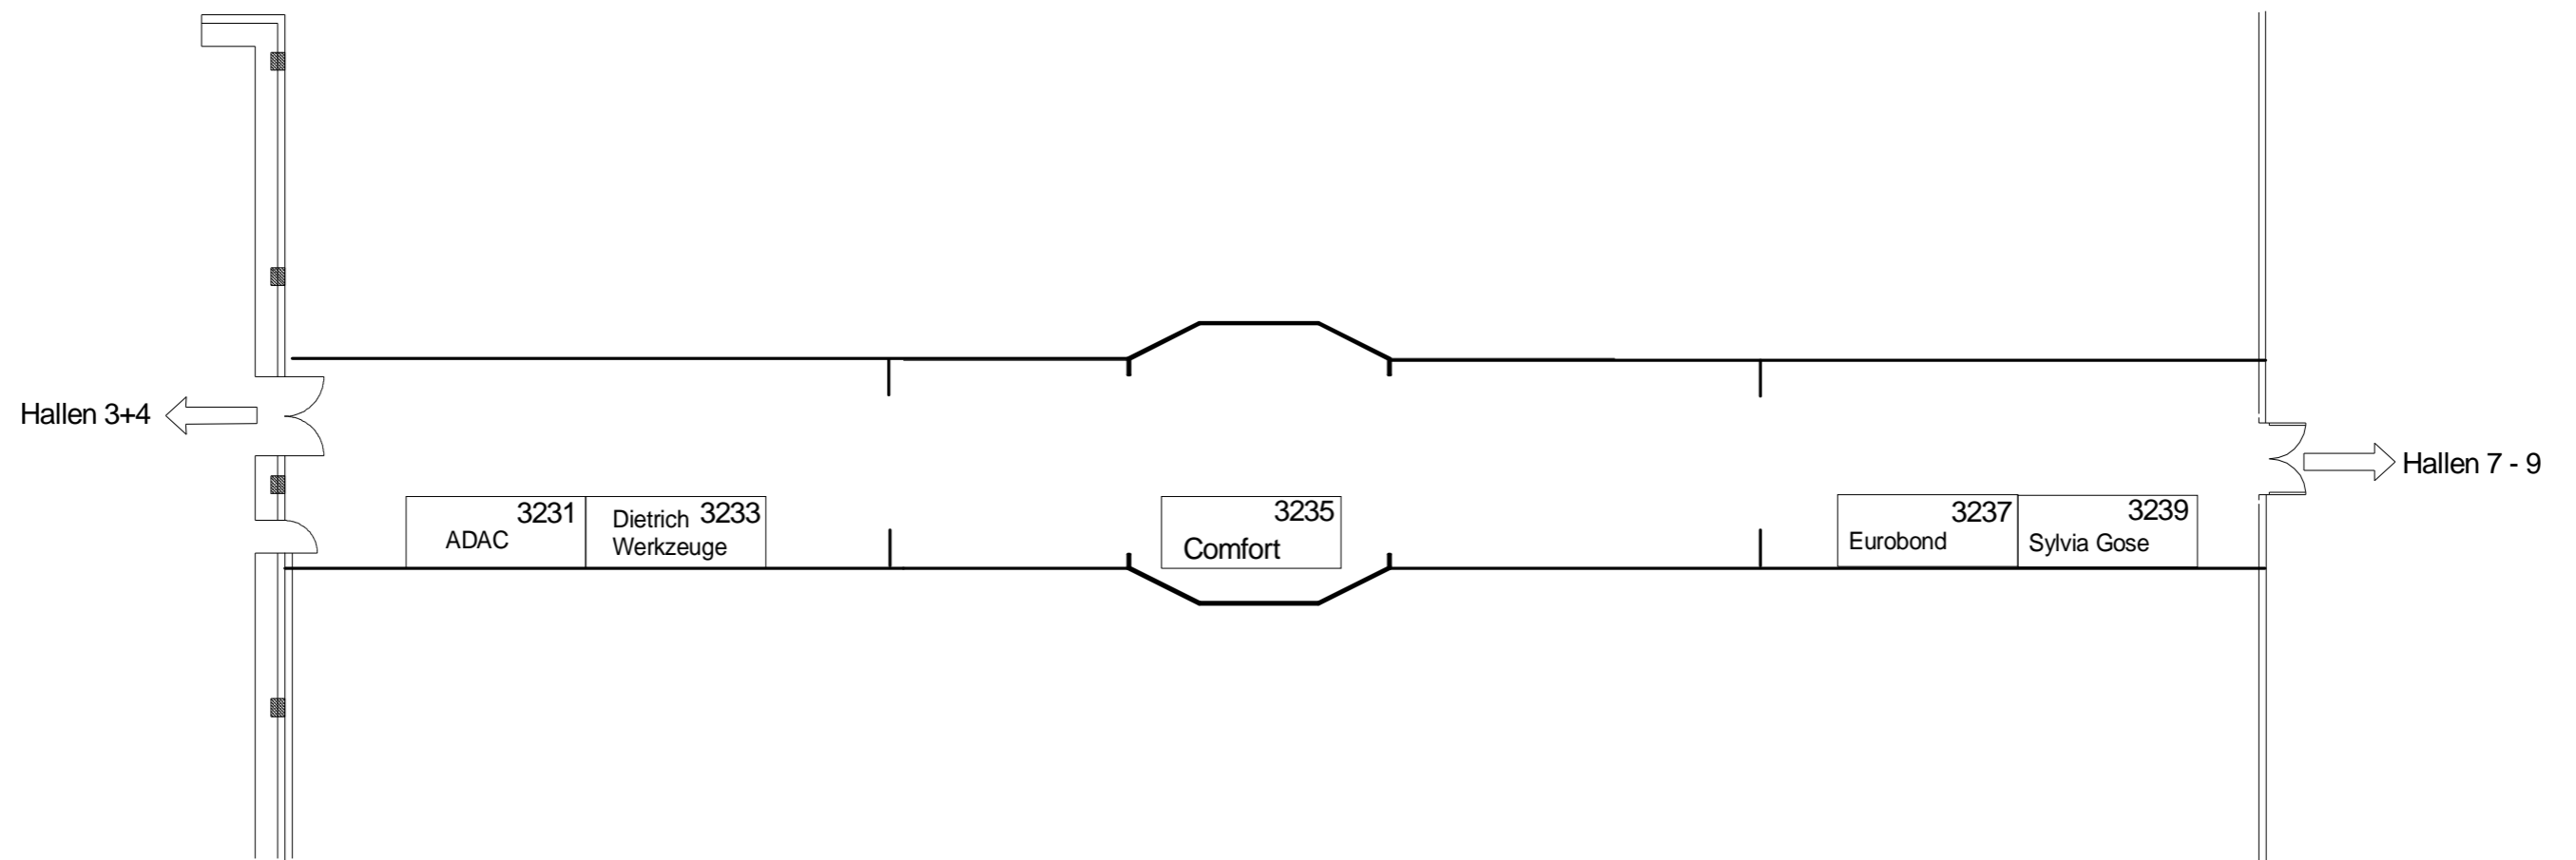 Hallen 3+4
Hallen 7 - 9
3231
ADAC
Dietrich 3233
Werkzeuge
3235
Comfort
3237
Eurobond
3239
Sylvia Gose